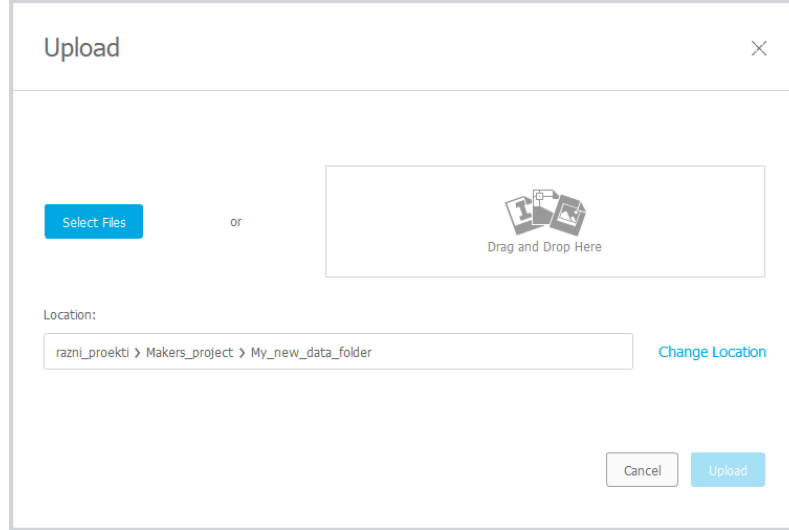 Upload
Select Files
or
Drag and Drop Here
Location:
razni_proekti > Makers_project > My_new_data_folder
Change Location
Cancel
Upload